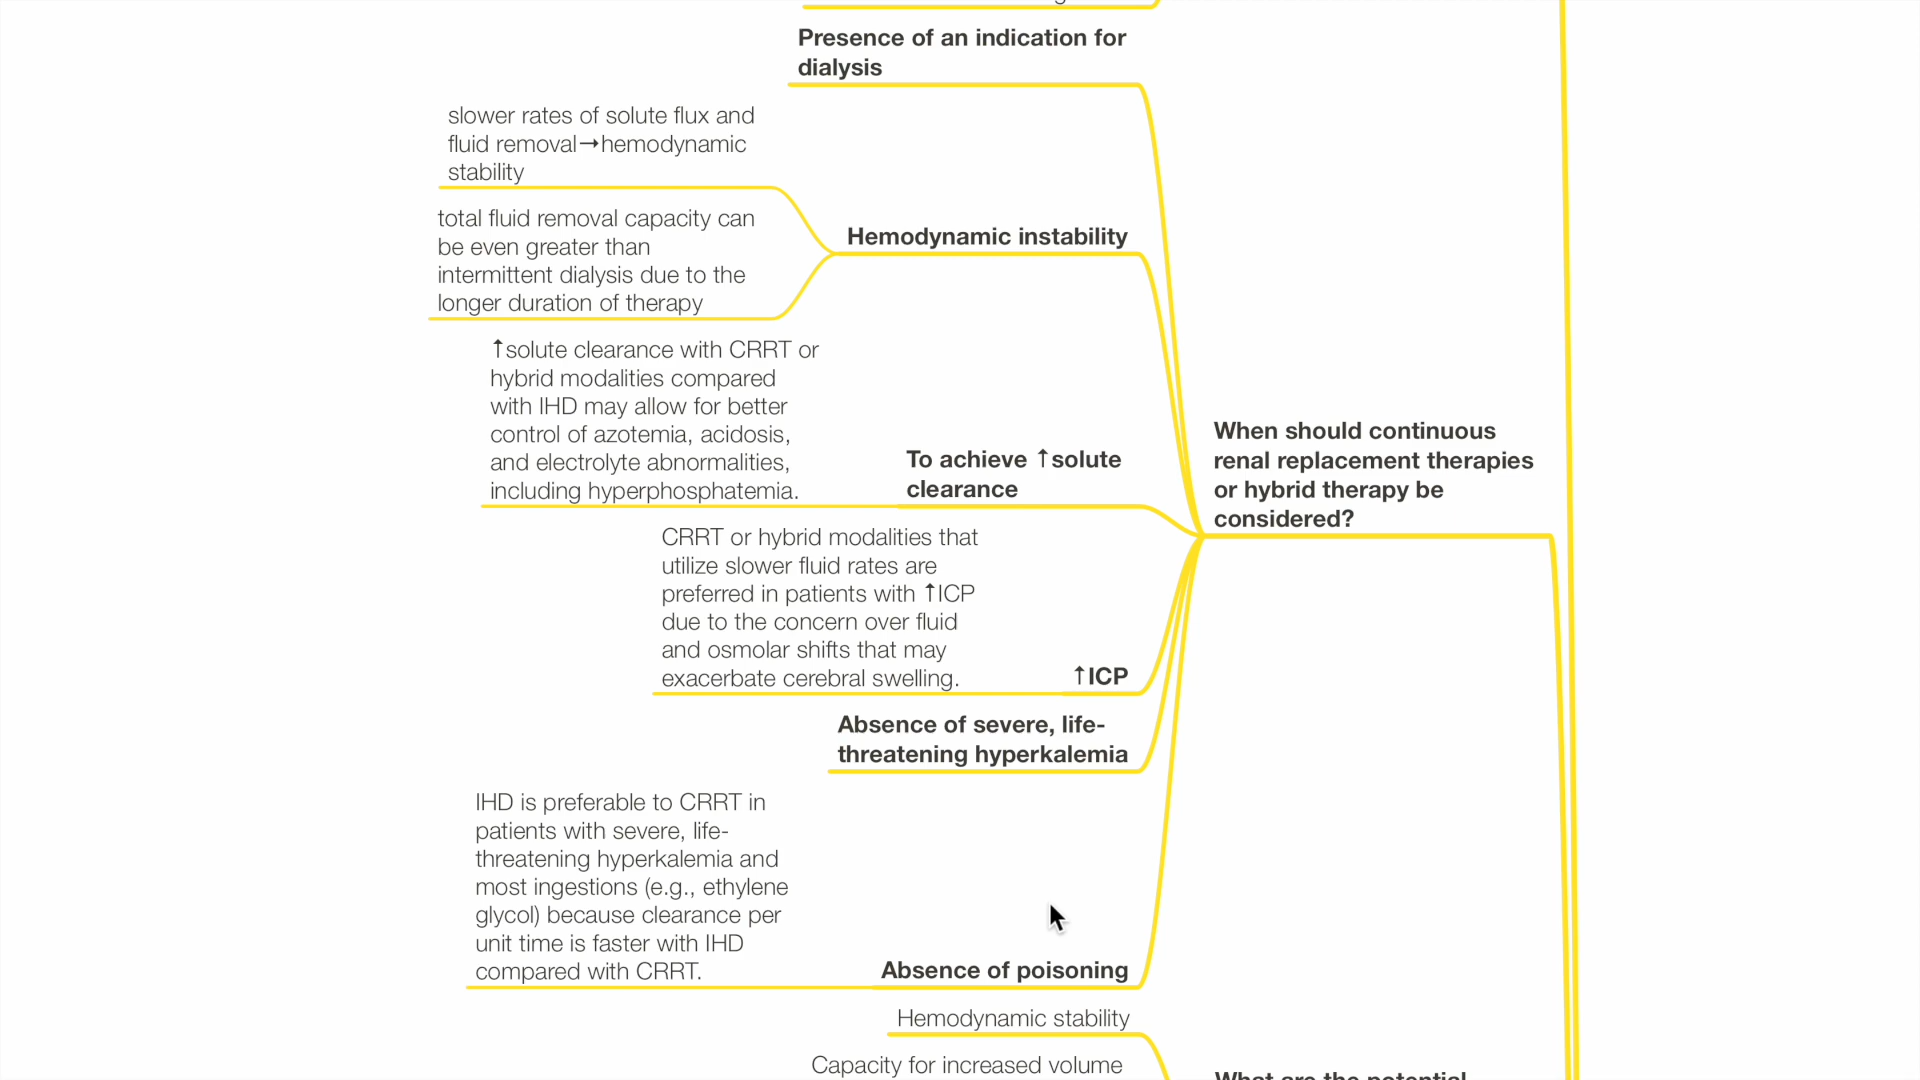 Presence of an indication for
dialysis
slower rates of solute flux and
fluid removal→hemodynamic
stability
total fluid removal capacity can
be even greater than
intermittent dialysis due to the
longer duration of therapy
Hemodynamic instability
↑solute clearance with CRRT or
hybrid modalities compared
with IHD may allow for better
control of azotemia, acidosis,
and electrolyte abnormalities,
including hyperphosphatemia.
To achieve ↑solute
clearance
When should continuous
renal replacement therapies
or hybrid therapy be
considered?
CRRT or hybrid modalities that
utilize slower fluid rates are
preferred in patients with ↑ICP
due to the concern over fluid
and osmolar shifts that may
exacerbate cerebral swelling.
↑ICP
Absence of severe, life-
threatening hyperkalemia
IHD is preferable to CRRT in
patients with severe, life-
threatening hyperkalemia and
most ingestions (e.g., ethylene
glycol) because clearance per
unit time is faster with IHD
compared with CRRT.
Absence of poisoning
Hemodynamic stability
Capacity for increased volume
What are the potential